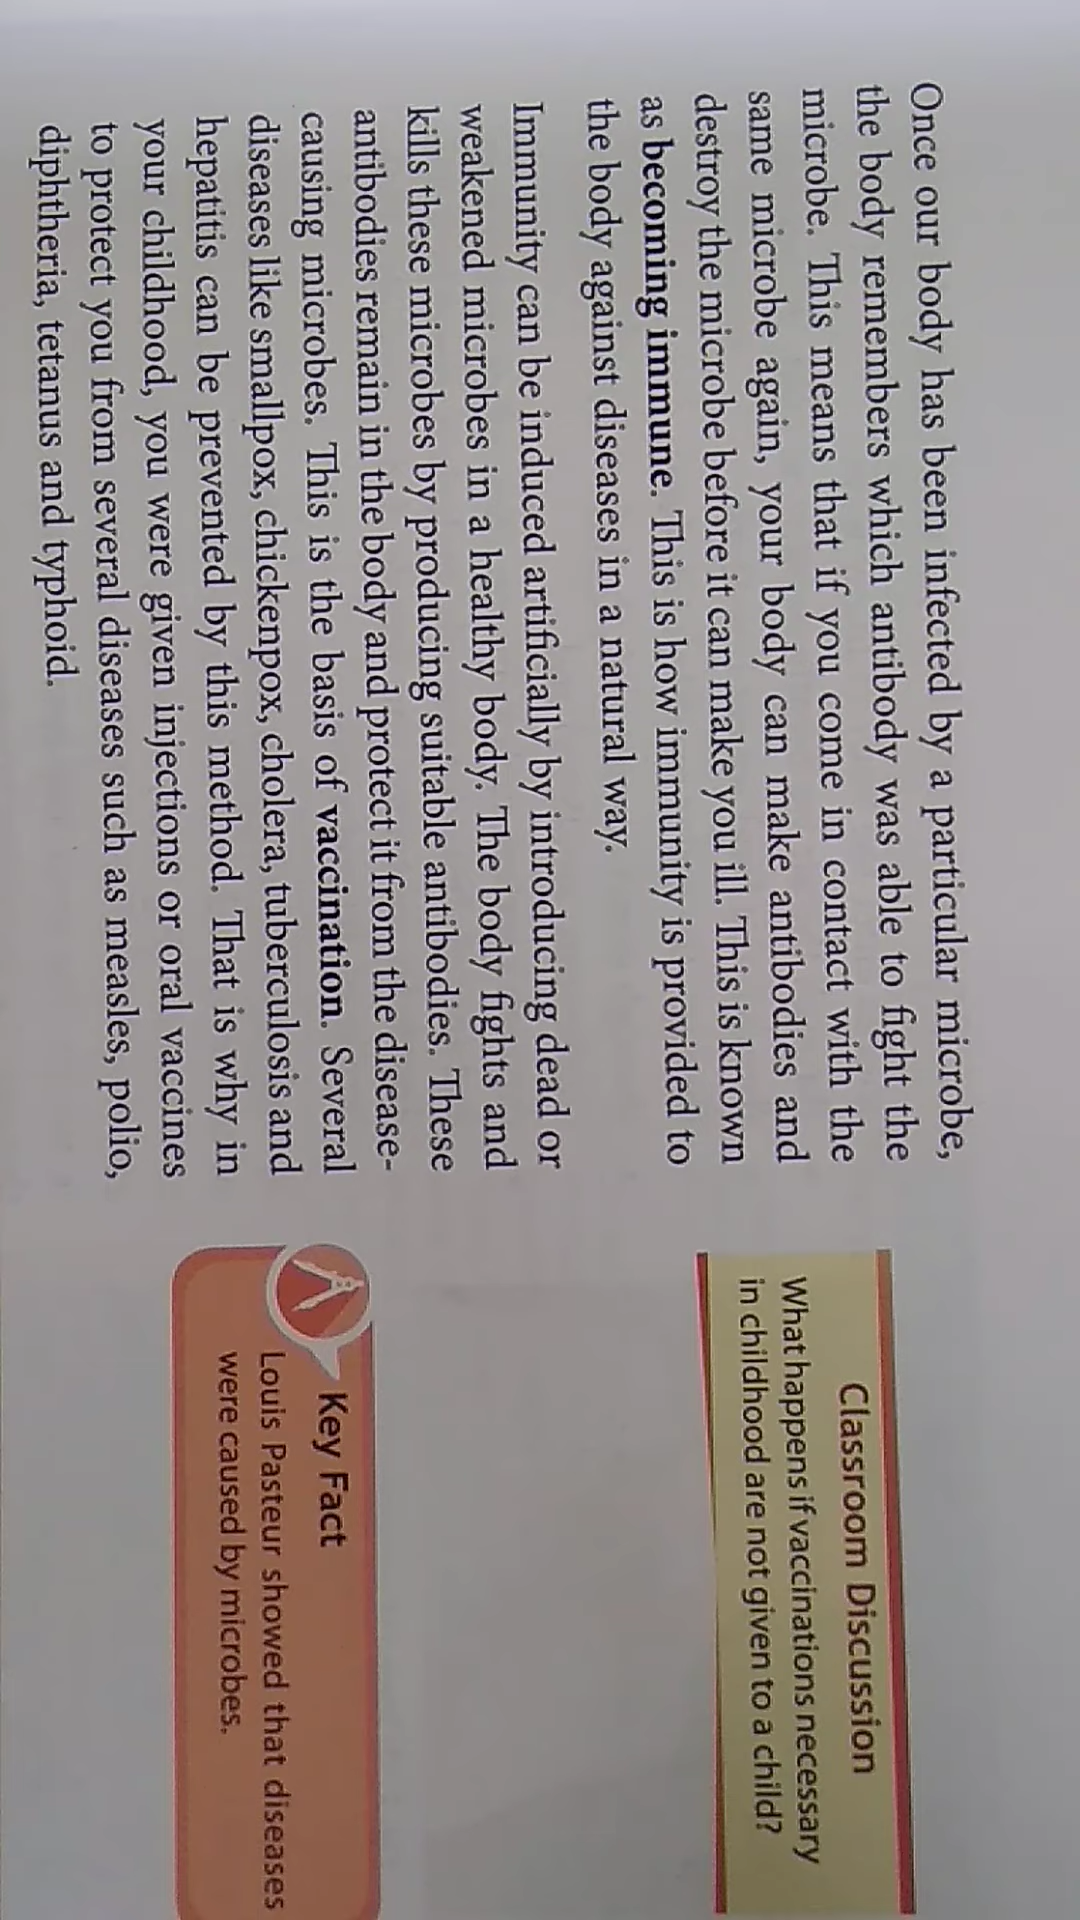 Once our body has been infected by a particular microbe,
the body remembers which antibody was able to fight the
microbe. This means that if you come in contact with the
same microbe again, your body can make antibodies and
destroy the microbe before it can make you ill. This is known
as becoming immune. This is how immunity is provided to
the body against diseases in a natural way.
Immunity can be induced artificially by introducing dead or
weakened microbes in a healthy body. The body fights and
kills these microbes by producing suitable antibodies. These
antibodies remain in the body and protect it from the disease-
causing microbes. This is the basis of vaccination. Several
diseases like smallpox, chickenpox, cholera, tuberculosis and
hepatitis can be prevented by this method. That is why in
your childhood, you were given injections or oral vaccines
to protect you from several diseases such as measles, polio,
diphtheria, tetanus and typhoid.
Classroom Discussion
What happens if vaccinations necessary
in childhood are not given to a child?
Key Fact
Louis Pasteur showed that diseases
were caused by microbes.